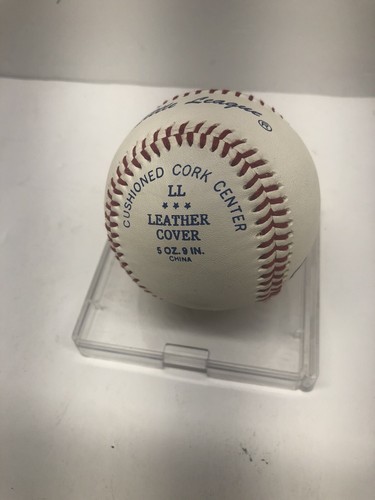 League ®
CUSHIONED CORK CENTER
LL
★ ★ ★
LEATHER
COVER
5 OZ. 9 IN.
CHINA